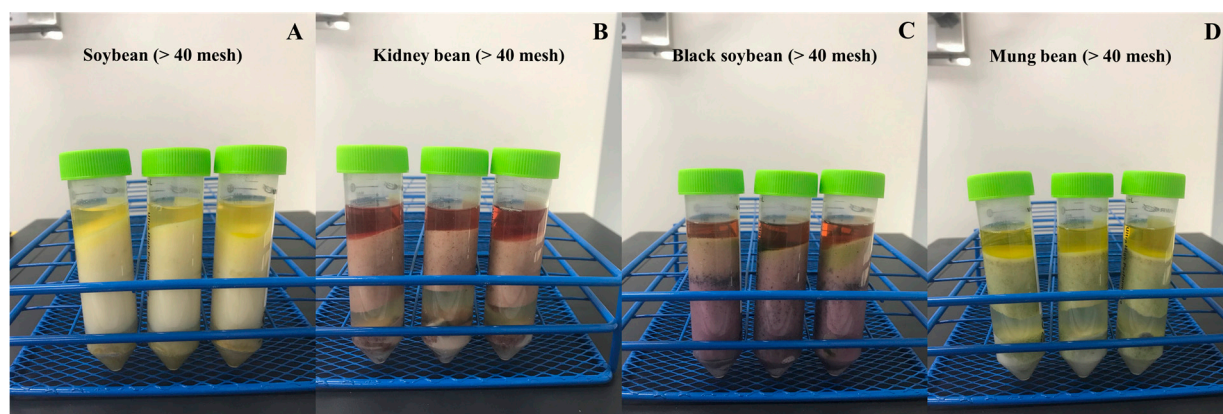 A
Soybean (> 40 mesh)
B
Kidney bean (> 40 mesh)
C
Black soybean (> 40 mesh)
D
Mung bean (> 40 mesh)